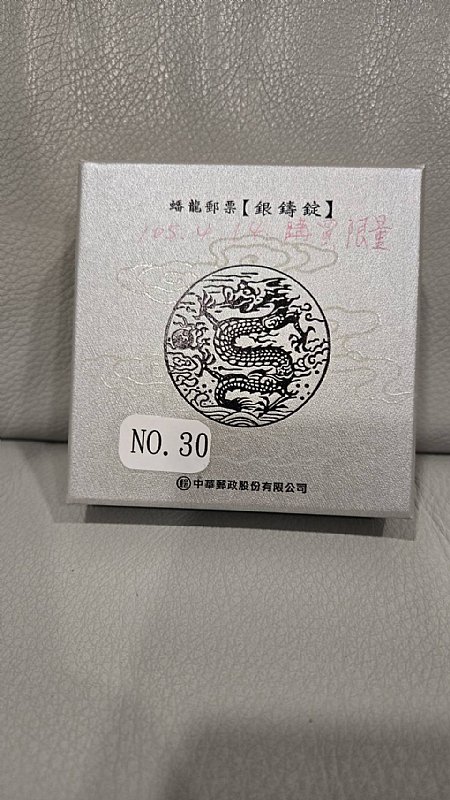 蟠龍郵票【銀鑄錠】
105.4.14 購買 限量
NO. 30
中華郵政股份有限公司